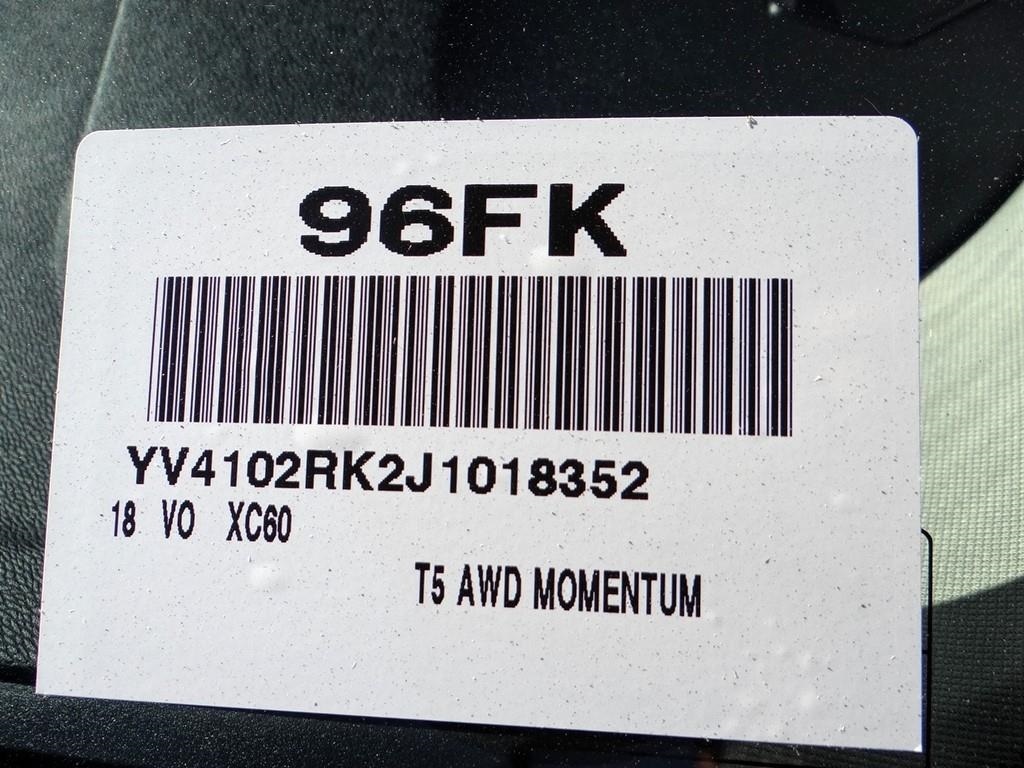 96FK
YV4102RK2J1018352
18 VO XC60
T5 AWD MOMENTUM